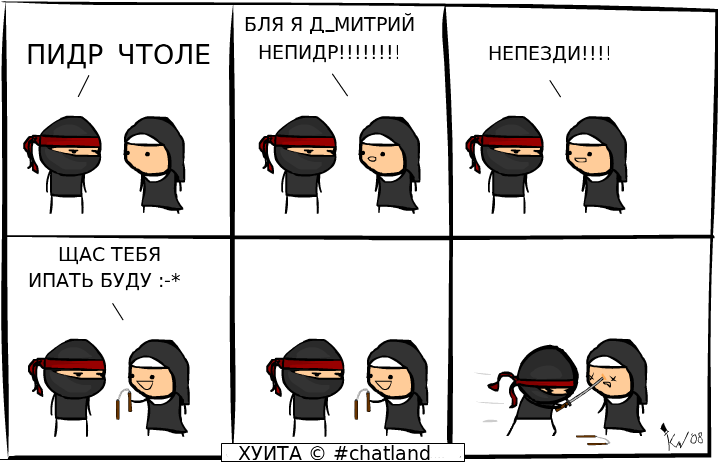 ПИДР ЧТОЛЕ
БЛЯ Я Д_МИТРИЙ
НЕПИДР!!!!!!!!
НЕПЕЗДИ!!!!
ЩАС ТЕБЯ
ИПАТЬ БУДУ :-*
ХУИТА © #chatland